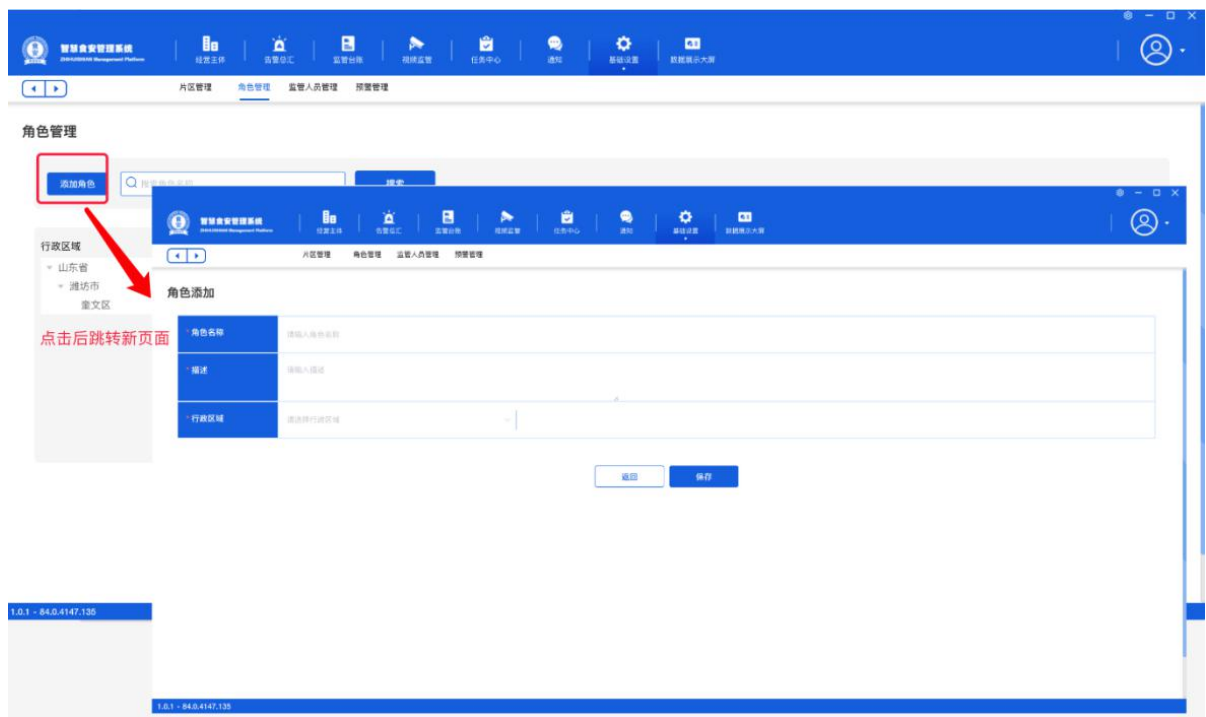 智慧食安管理系统
ZHIHUISHIAN Management Platform
经营主体 告警总汇 监管台账 视频监管 任务中心 通知 基础设置 数据展示大屏
片区管理 角色管理 监管人员管理 预警管理
角色管理
添加角色
搜索
行政区域
山东省
潍坊市
奎文区
点击后跳转新页面
1.0.1 - 84.0.4147.135
智慧食安管理系统
ZHIHUISHIAN Management Platform
经营主体 告警总汇 监管台账 视频监管 任务中心 通知 基础设置 数据展示大屏
片区管理 角色管理 监管人员管理 预警管理
角色添加
* 角色名称 请输入角色名称
* 描述 请输入描述
* 行政区域 请选择行政区域
返回 保存
1.0.1 - 84.0.4147.135